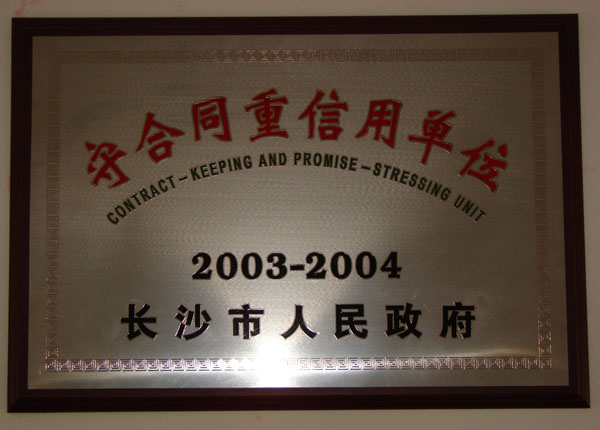 守合同重信用单位
CONTRACT-KEEPING AND PROMISE-STRESSING UNIT
2003-2004
长沙市人民政府